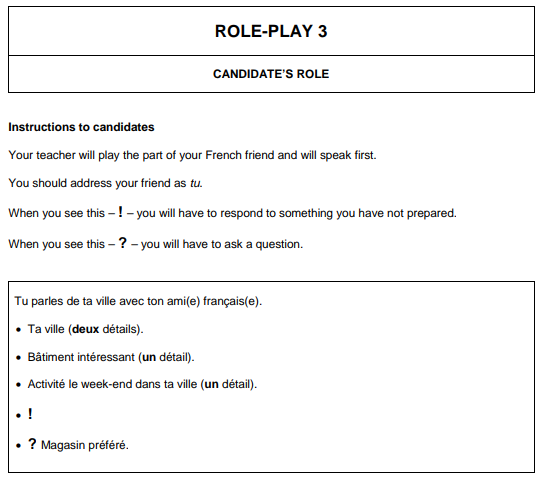 ROLE-PLAY 3
CANDIDATE'S ROLE
Instructions to candidates
Your teacher will play the part of your French friend and will speak first.
You should address your friend as tu.
When you see this – ! – you will have to respond to something you have not prepared.
When you see this – ? – you will have to ask a question.
Tu parles de ta ville avec ton ami(e) français(e).
• Ta ville (deux détails).
• Bâtiment intéressant (un détail).
• Activité le week-end dans ta ville (un détail).
• !
• ? Magasin préféré.